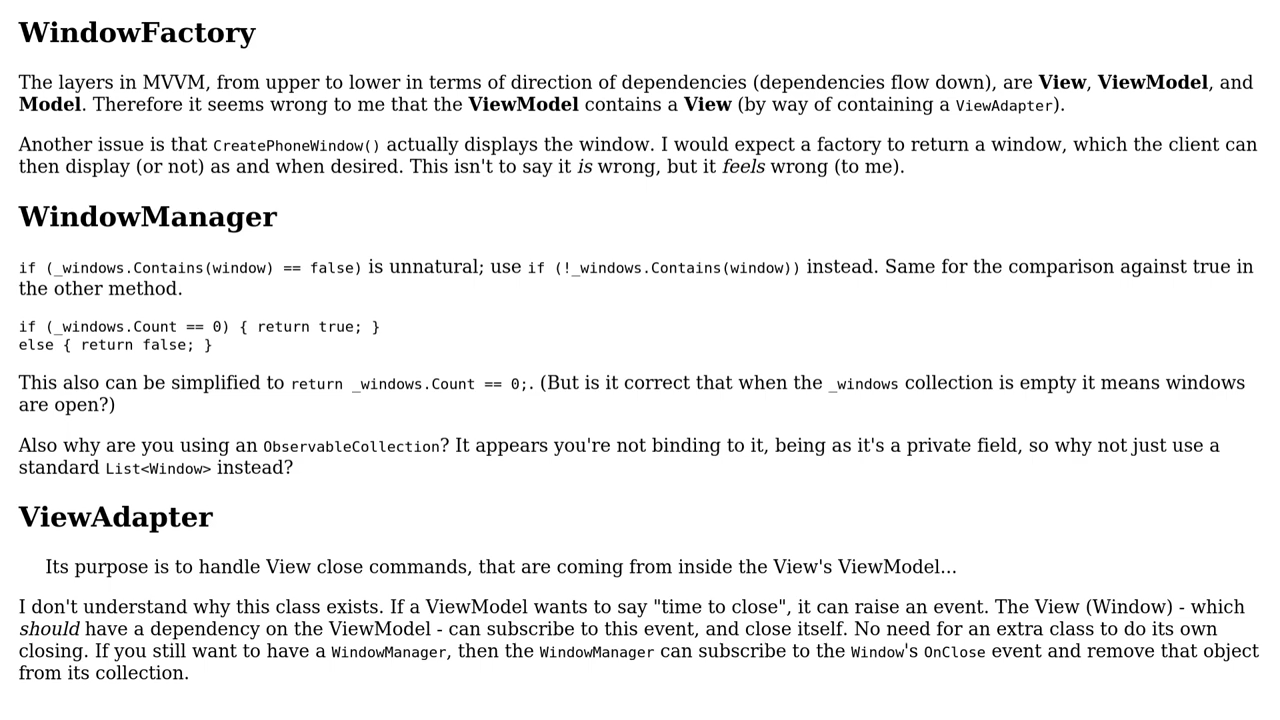 WindowFactory
The layers in MVVM, from upper to lower in terms of direction of dependencies (dependencies flow down), are View, ViewModel, and
Model. Therefore it seems wrong to me that the ViewModel contains a View (by way of containing a ViewAdapter).
Another issue is that CreatePhoneWindow() actually displays the window. I would expect a factory to return a window, which the client can
then display (or not) as and when desired. This isn't to say it is wrong, but it feels wrong (to me).
WindowManager
if (_windows.Contains(window) == false) is unnatural; use if (!_windows.Contains(window)) instead. Same for the comparison against true in
the other method.
if (_windows.Count == 0) { return true; }
else { return false; }
This also can be simplified to return _windows.Count == 0;. (But is it correct that when the _windows collection is empty it means windows
are open?)
Also why are you using an ObservableCollection? It appears you're not binding to it, being as it's a private field, so why not just use a
standard List<Window> instead?
ViewAdapter
Its purpose is to handle View close commands, that are coming from inside the View's ViewModel...
I don't understand why this class exists. If a ViewModel wants to say "time to close", it can raise an event. The View (Window) - which
should have a dependency on the ViewModel - can subscribe to this event, and close itself. No need for an extra class to do its own
closing. If you still want to have a WindowManager, then the WindowManager can subscribe to the Window's OnClose event and remove that object
from its collection.